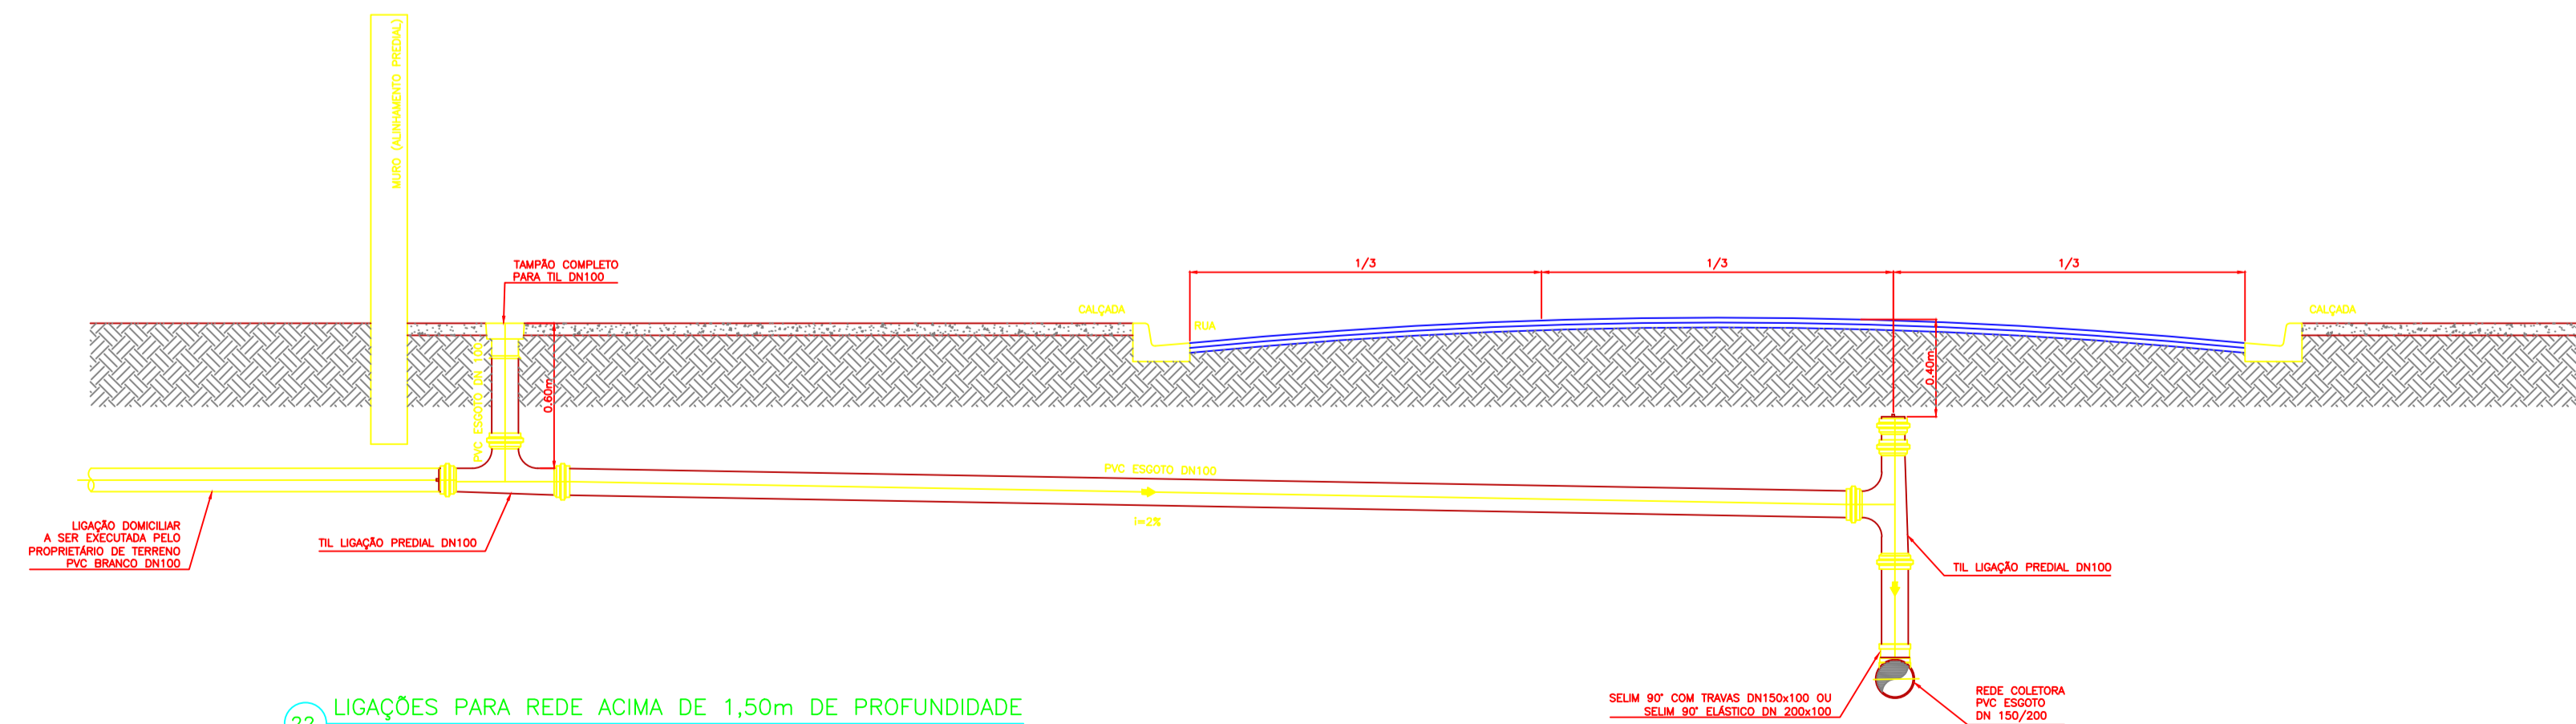 MURO (ALINHAMENTO PREDIAL)
TAMPÃO COMPLETO
PARA TIL DN100
1/3
1/3
1/3
CALÇADA
RUA
CALÇADA
PVC ESGOTO DN 100
0.60m
0.40m
PVC ESGOTO DN100
i=2%
LIGAÇÃO DOMICILIAR
A SER EXECUTADA PELO
PROPRIETÁRIO DE TERRENO
PVC BRANCO DN100
TIL LIGAÇÃO PREDIAL DN100
TIL LIGAÇÃO PREDIAL DN100
SELIM 90° COM TRAVAS DN150x100 OU
SELIM 90° ELÁSTICO DN 200x100
REDE COLETORA
PVC ESGOTO
DN 150/200
LIGAÇÕES PARA REDE ACIMA DE 1,50m DE PROFUNDIDADE